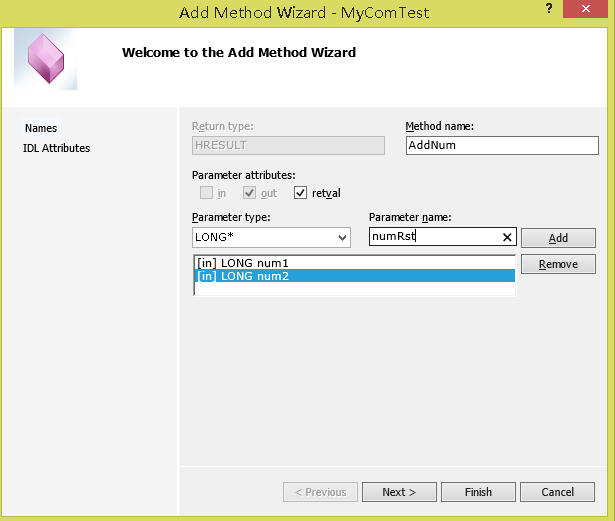 Add Method Wizard - MyComTest
?
Welcome to the Add Method Wizard
Names
IDL Attributes
Return type:
Method name:
HRESULT
AddNum
Parameter attributes:
in
out
retval
Parameter type:
Parameter name:
LONG*
numRst
Add
[in] LONG num1
[in] LONG num2
Remove
< Previous
Next >
Finish
Cancel